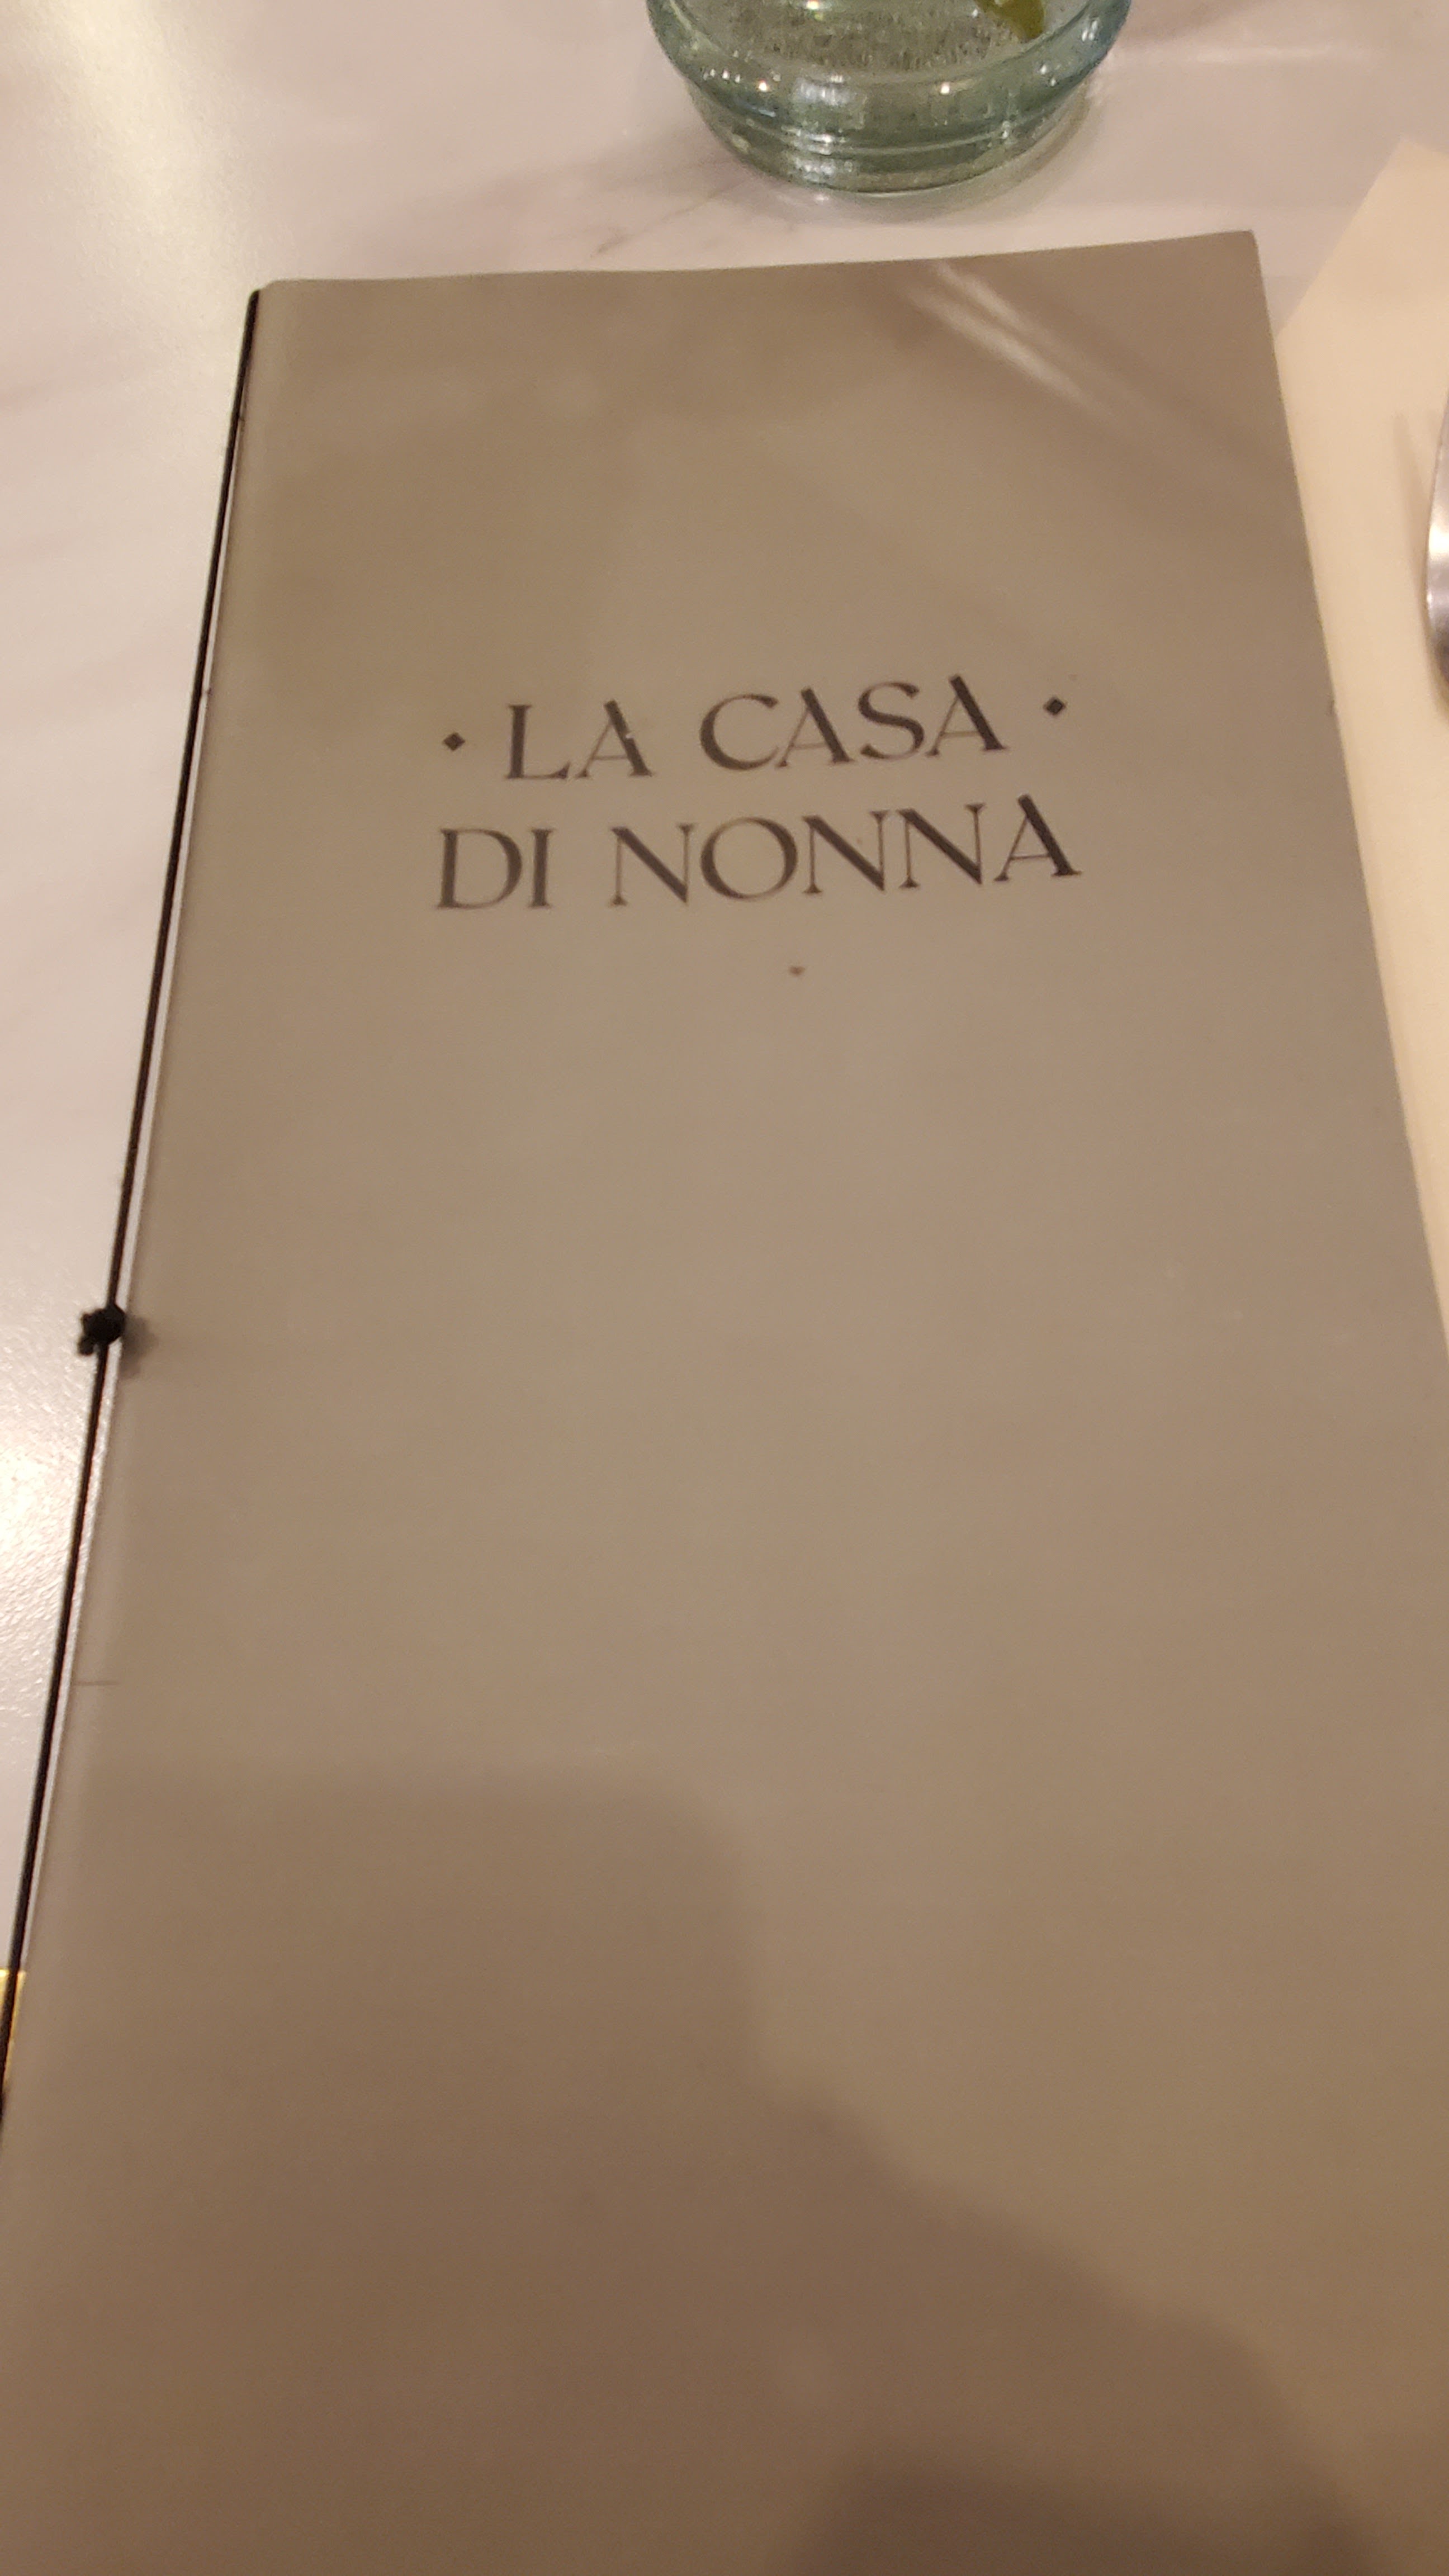 · LA CASA ·
DI NONNA